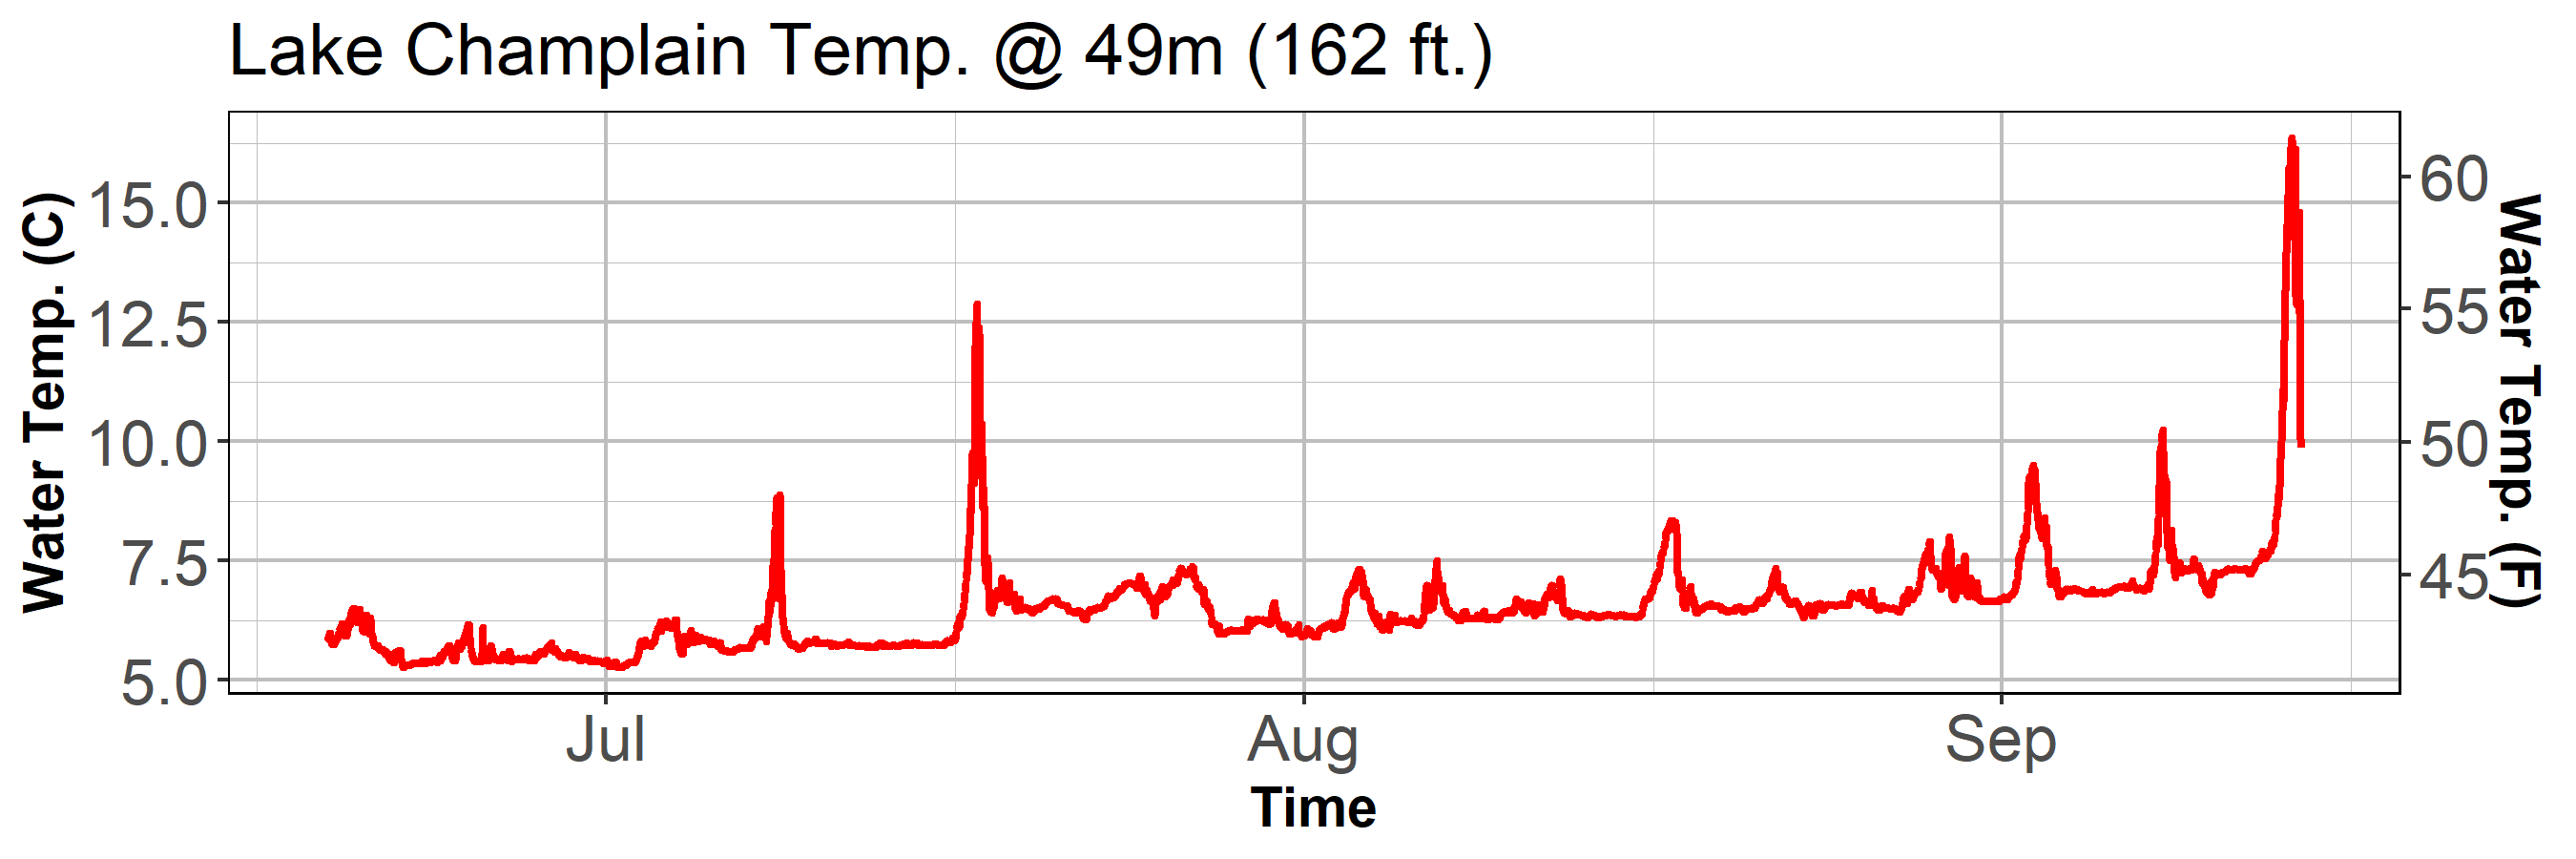 Lake Champlain Temp. @ 49m (162 ft.)
Water Temp. (C)
15.0
12.5
10.0
7.5
5.0
60
55
50
45
Water Temp. (F)
Jul
Aug
Sep
Time